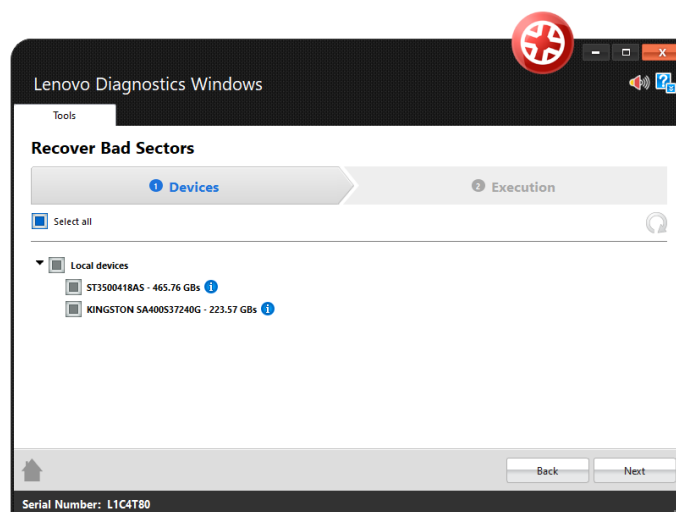 Lenovo Diagnostics Windows
Tools
Recover Bad Sectors
1 Devices
2 Execution
Select all
Local devices
ST3500418AS - 465.76 GBs
KINGSTON SA400S37240G - 223.57 GBs
Back Next
Serial Number: L1C4T80